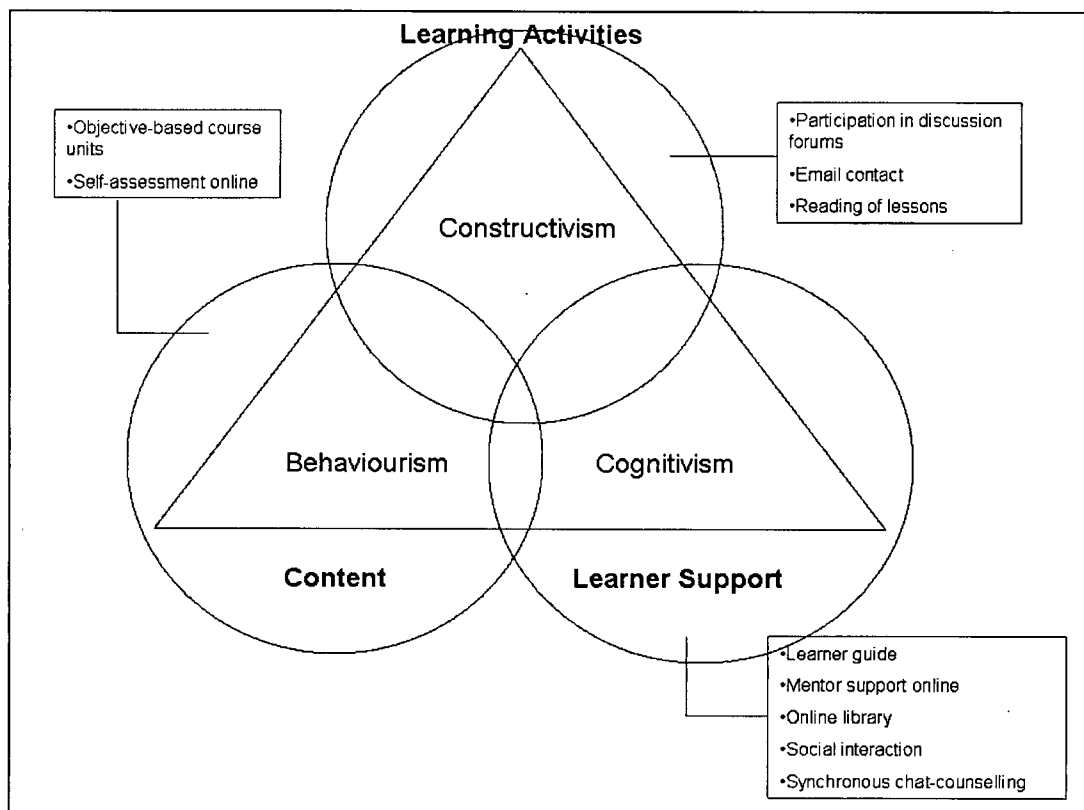 Learning Activities
•Objective-based course
units
•Self-assessment online
•Participation in discussion
forums
•Email contact
•Reading of lessons
Constructivism
Behaviourism
Cognitivism
Content
Learner Support
•Learner guide
•Mentor support online
•Online library
•Social interaction
•Synchronous chat-counselling